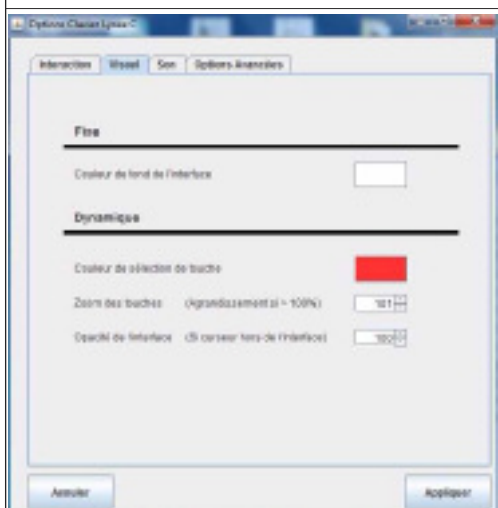 Options Clavier Lynxs C
Interaction Visuel Son Options Avancées
Fixe
Couleur de fond de l'interface
Dynamique
Couleur de sélection de touche
Zoom des touches (Agrandissement si > 100%) 101
Opacité de l'interface (Si curseur hors de l'interface) 100
Annuler Appliquer